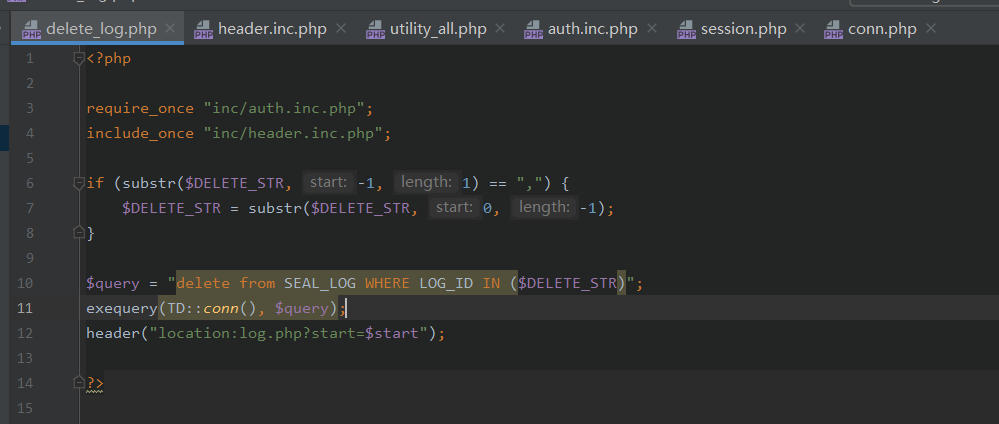 delete_log.php × header.inc.php × utility_all.php × auth.inc.php × session.php × conn.php ×
1 <?php
2
3 require_once "inc/auth.inc.php";
4 include_once "inc/header.inc.php";
5
6 if (substr($DELETE_STR, start: -1, length: 1) == ",") {
7 $DELETE_STR = substr($DELETE_STR, start: 0, length: -1);
8 }
9
10 $query = "delete from SEAL_LOG WHERE LOG_ID IN ($DELETE_STR)";
11 exequery(TD::conn(), $query);
12 header("location:log.php?start=$start");
13
14 ?>
15